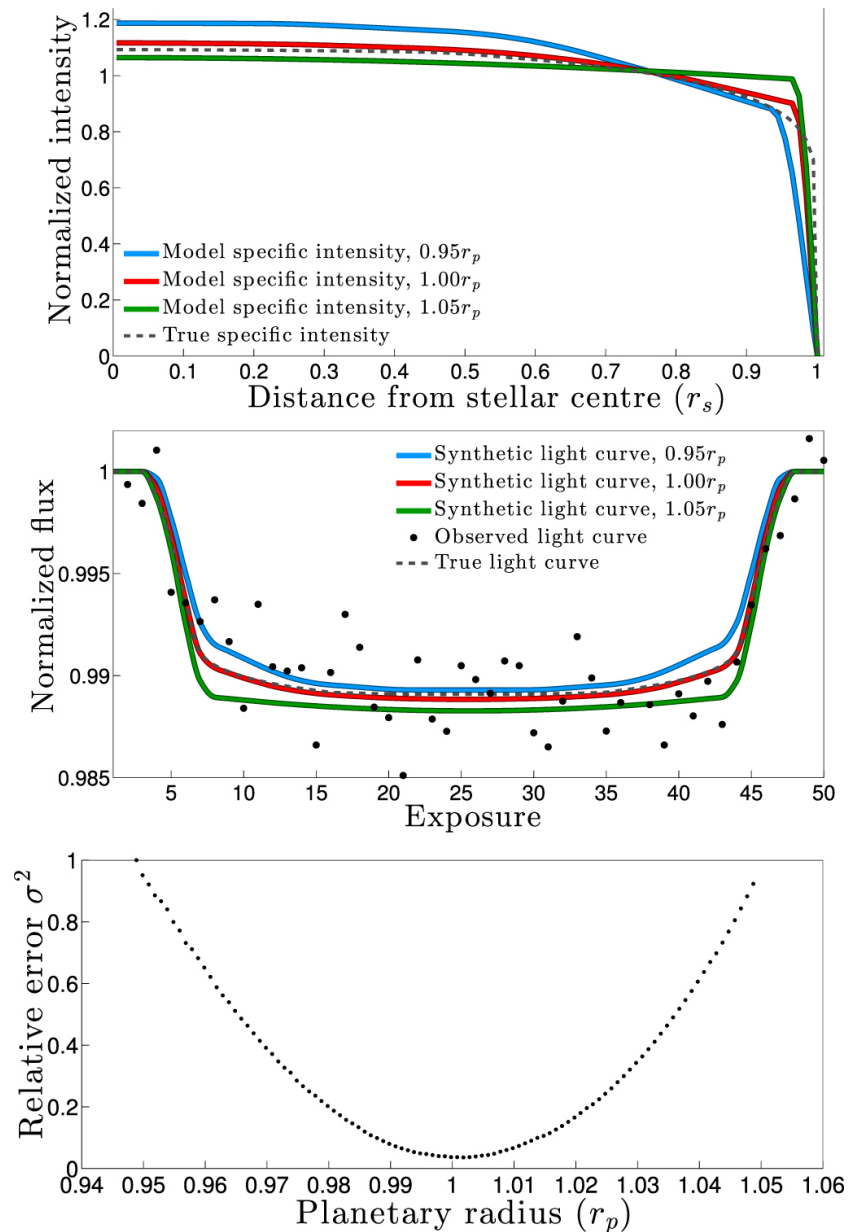 Normalized intensity
1.2
1
0.8
0.6
0.4
0.2
0
Model specific intensity, 0.95r_p
Model specific intensity, 1.00r_p
Model specific intensity, 1.05r_p
True specific intensity
0 0.1 0.2 0.3 0.4 0.5 0.6 0.7 0.8 0.9 1
Distance from stellar centre (r_s)
Normalized flux
1
0.995
0.99
0.985
Synthetic light curve, 0.95r_p
Synthetic light curve, 1.00r_p
Synthetic light curve, 1.05r_p
Observed light curve
True light curve
5 10 15 20 25 30 35 40 45 50
Exposure
Relative error σ²
1
0.8
0.6
0.4
0.2
0
0.94 0.95 0.96 0.97 0.98 0.99 1 1.01 1.02 1.03 1.04 1.05 1.06
Planetary radius (r_p)